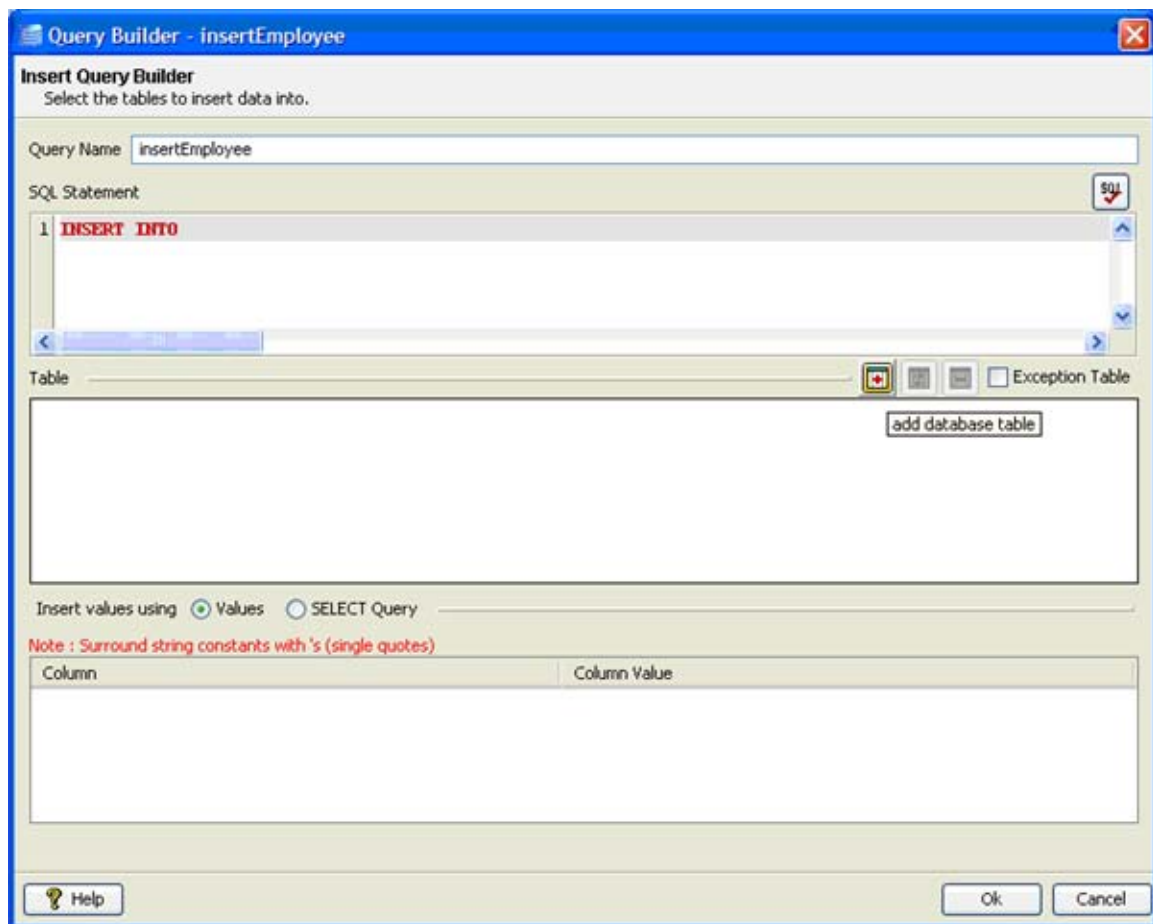 Query Builder - insertEmployee
Insert Query Builder
Select the tables to insert data into.
Query Name insertEmployee
SQL Statement SQL
1 INSERT INTO
Table Exception Table
add database table
Insert values using Values SELECT Query
Note : Surround string constants with 's (single quotes)
Column Column Value
? Help Ok Cancel